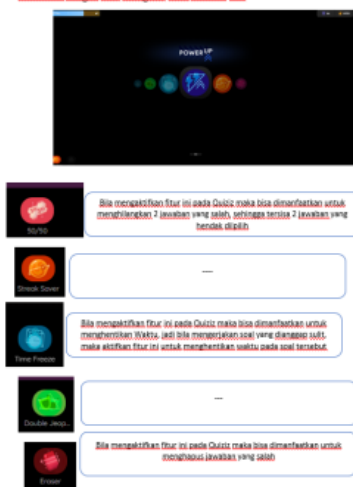 POWER UP
50/50
Bila mengaktifkan fitur ini pada Quiziz maka bisa dimanfaatkan untuk
menghilangkan 2 jawaban yang salah, sehingga tersisa 2 jawaban yang
hendak dilpilih
Streak Saver
Bila mengaktifkan fitur ini pada Quiziz maka bisa dimanfaatkan untuk
menghentikan Waktu, jadi bila mengerjakan soal yang dianggap sulit,
maka aktifkan fitur ini untuk menghentikan waktu pada soal tersebut
Time Freeze
Double Jeop...
Bila mengaktifkan fitur ini pada Quiziz maka bisa dimanfaatkan untuk
menghapus jawaban yang salah
Eraser